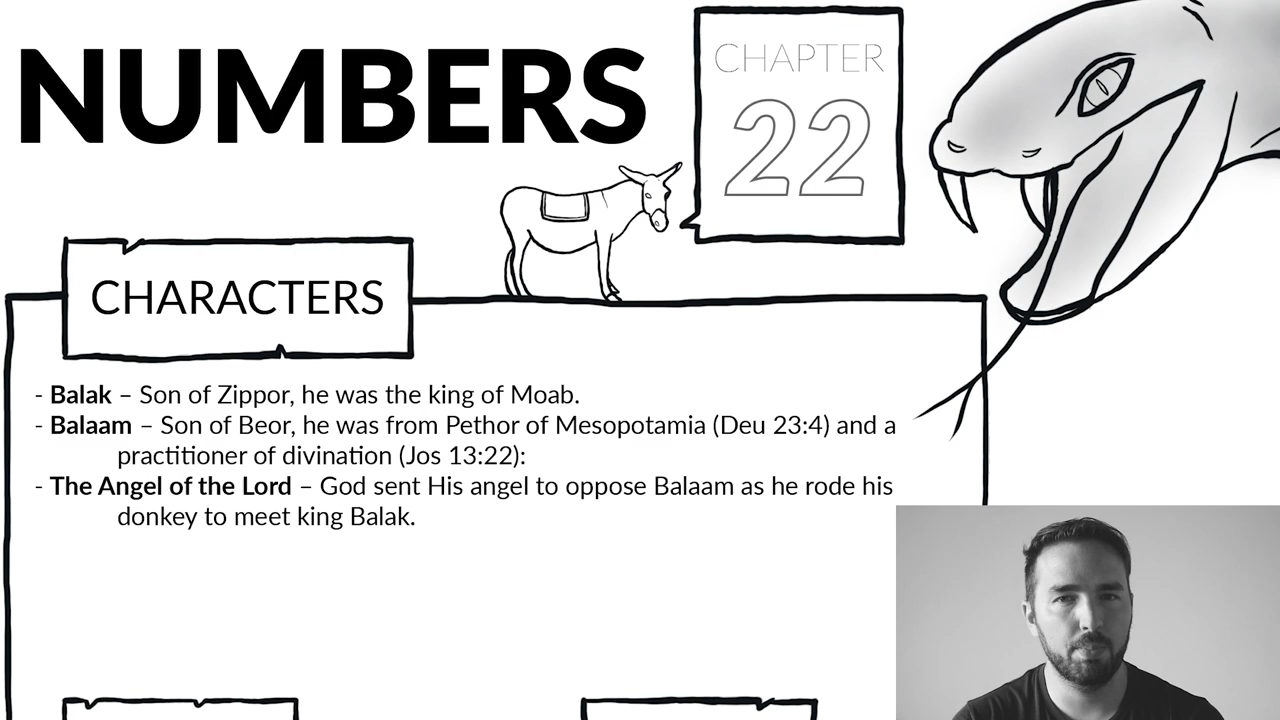 NUMBERS
CHAPTER
22
CHARACTERS
- Balak – Son of Zippor, he was the king of Moab.
- Balaam – Son of Beor, he was from Pethor of Mesopotamia (Deu 23:4) and a
practitioner of divination (Jos 13:22):
- The Angel of the Lord – God sent His angel to oppose Balaam as he rode his
donkey to meet king Balak.